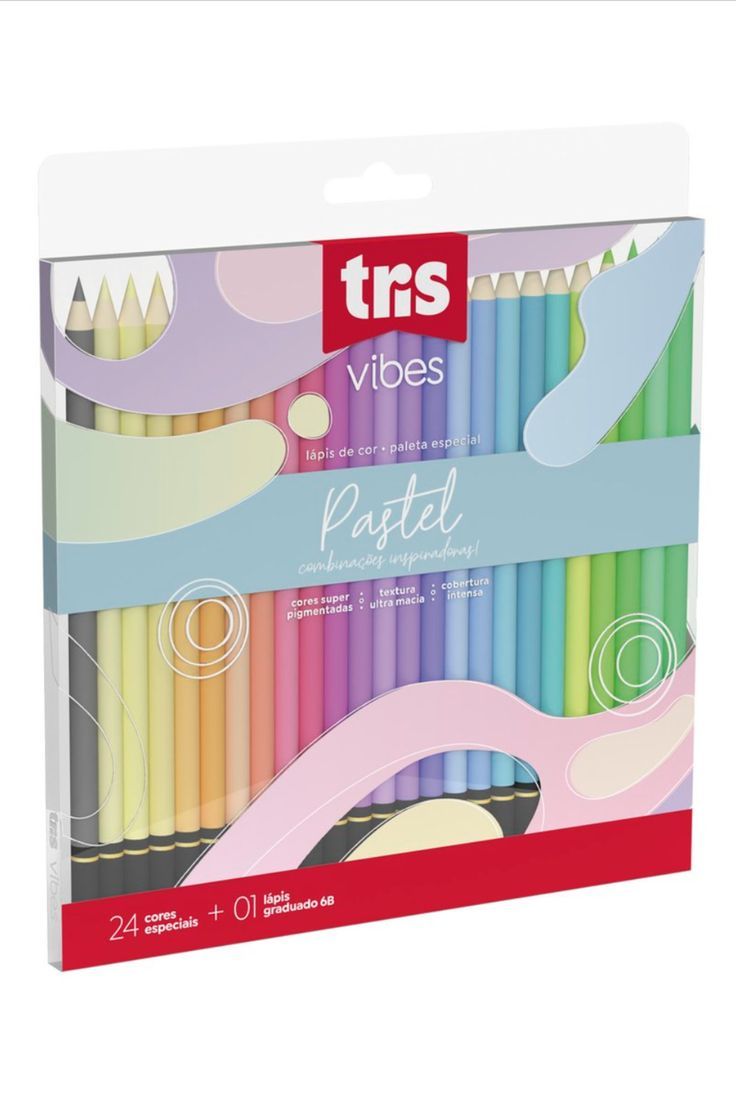 tris
vibes
lápis de cor • paleta especial
Pastel
combinações inspiradoras!
cores super
pigmentadas
textura
ultra macia
cobertura
intensa
tris vibes
24 cores
especiais
+ 01 lápis
graduado 6B